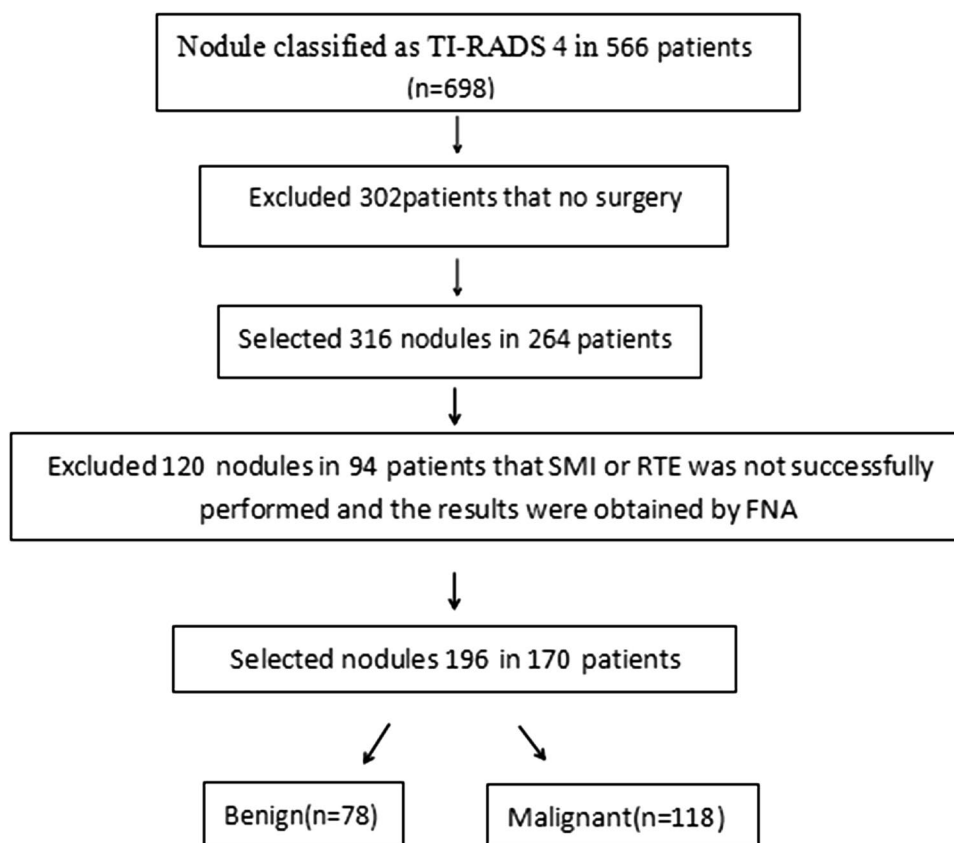 Nodule classified as TI-RADS 4 in 566 patients
(n=698)
Excluded 302patients that no surgery
Selected 316 nodules in 264 patients
Excluded 120 nodules in 94 patients that SMI or RTE was not successfully
performed and the results were obtained by FNA
Selected nodules 196 in 170 patients
Benign(n=78)
Malignant(n=118)